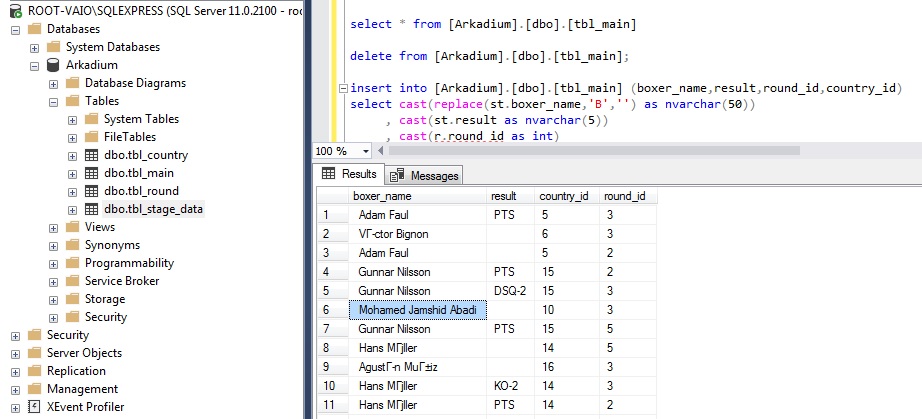 ROOT-VAIO\SQLEXPRESS (SQL Server 11.0.2100 - roo
Databases
System Databases
Arkadium
Database Diagrams
Tables
System Tables
FileTables
dbo.tbl_country
dbo.tbl_main
dbo.tbl_round
dbo.tbl_stage_data
Views
Synonyms
Programmability
Service Broker
Storage
Security
Security
Server Objects
Replication
Management
XEvent Profiler
select * from [Arkadium].[dbo].[tbl_main]
delete from [Arkadium].[dbo].[tbl_main];
insert into [Arkadium].[dbo].[tbl_main] (boxer_name,result,round_id,country_id)
select cast(replace(st.boxer_name,'B','') as nvarchar(50))
, cast(st.result as nvarchar(5))
, cast(r.round_id as int)
100 %
Results Messages
boxer_name result country_id round_id
1 Adam Faul PTS 5 3
2 VГ-ctor Bignon 6 3
3 Adam Faul 5 2
4 Gunnar Nilsson PTS 15 2
5 Gunnar Nilsson DSQ-2 15 3
6 Mohamed Jamshid Abadi 10 3
7 Gunnar Nilsson PTS 15 5
8 Hans MГјller 14 5
9 AgustГ-n MuГ±iz 16 3
10 Hans MГјller KO-2 14 3
11 Hans MГјller PTS 14 2